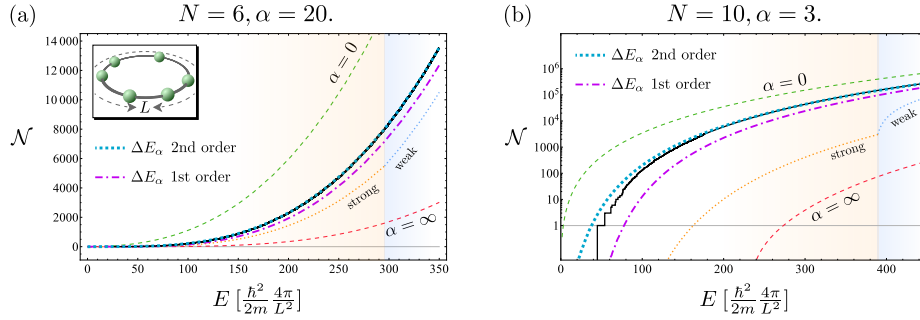 (a)
N = 6, α = 20.
14 000
12 000
10 000
8000
6000
4000
2000
0
𝒩
L
ΔE_α 2nd order
ΔE_α 1st order
α = 0
strong
weak
α = ∞
0
50
100
150
200
250
300
350
E [ħ²/2m 4π/L²]
(b)
N = 10, α = 3.
10⁶
10⁵
10⁴
1000
100
10
1
𝒩
ΔE_α 2nd order
ΔE_α 1st order
α = 0
strong
weak
α = ∞
0
100
200
300
400
E [ħ²/2m 4π/L²]